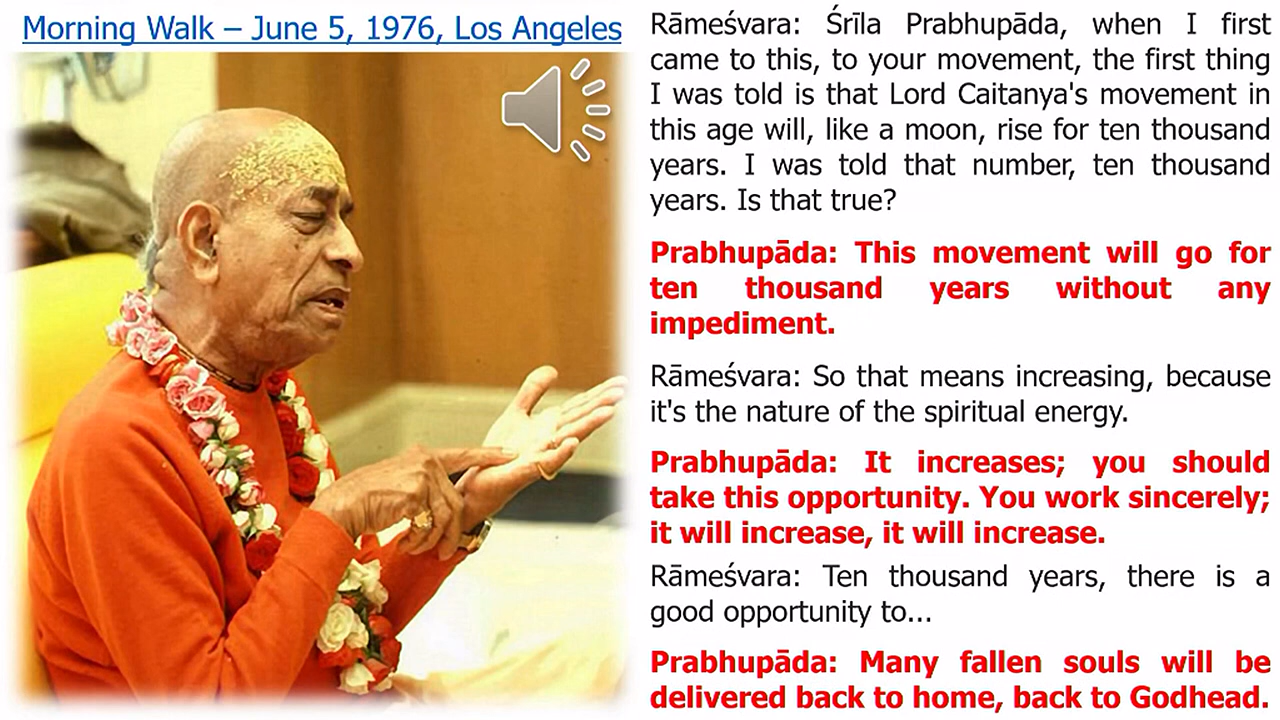 Morning Walk – June 5, 1976, Los Angeles
Rāmeśvara: Śrīla Prabhupāda, when I first
came to this, to your movement, the first thing
I was told is that Lord Caitanya's movement in
this age will, like a moon, rise for ten thousand
years. I was told that number, ten thousand
years. Is that true?
Prabhupāda: This movement will go for
ten thousand years without any
impediment.
Rāmeśvara: So that means increasing, because
it's the nature of the spiritual energy.
Prabhupāda: It increases; you should
take this opportunity. You work sincerely;
it will increase, it will increase.
Rāmeśvara: Ten thousand years, there is a
good opportunity to...
Prabhupāda: Many fallen souls will be
delivered back to home, back to Godhead.